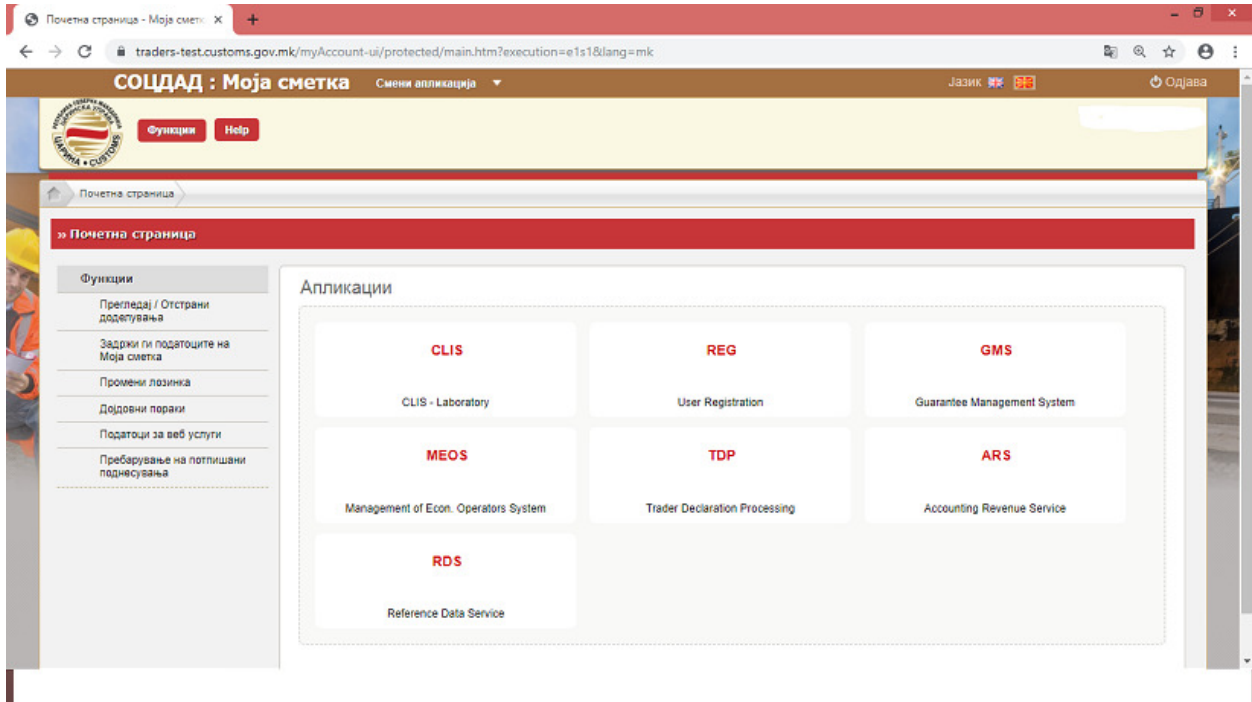 Почетна страница - Моја сметк
traders-test.customs.gov.mk/myAccount-ui/protected/main.htm?execution=e1s1&lang=mk
СОЦДАД : Моја сметка
Смени апликација
Јазик
Одјава
ЦАРИНА • CUSTOMS
Функции
Help
Почетна страница
» Почетна страница
Функции
Прегледај / Отстрани
доделувања
Задржи ги податоците на
Моја сметка
Промени лозинка
Дојдовни пораки
Податоци за веб услуги
Пребарување на потпишани
поднесувања
Апликации
CLIS
CLIS - Laboratory
REG
User Registration
GMS
Guarantee Management System
MEOS
Management of Econ. Operators System
TDP
Trader Declaration Processing
ARS
Accounting Revenue Service
RDS
Reference Data Service